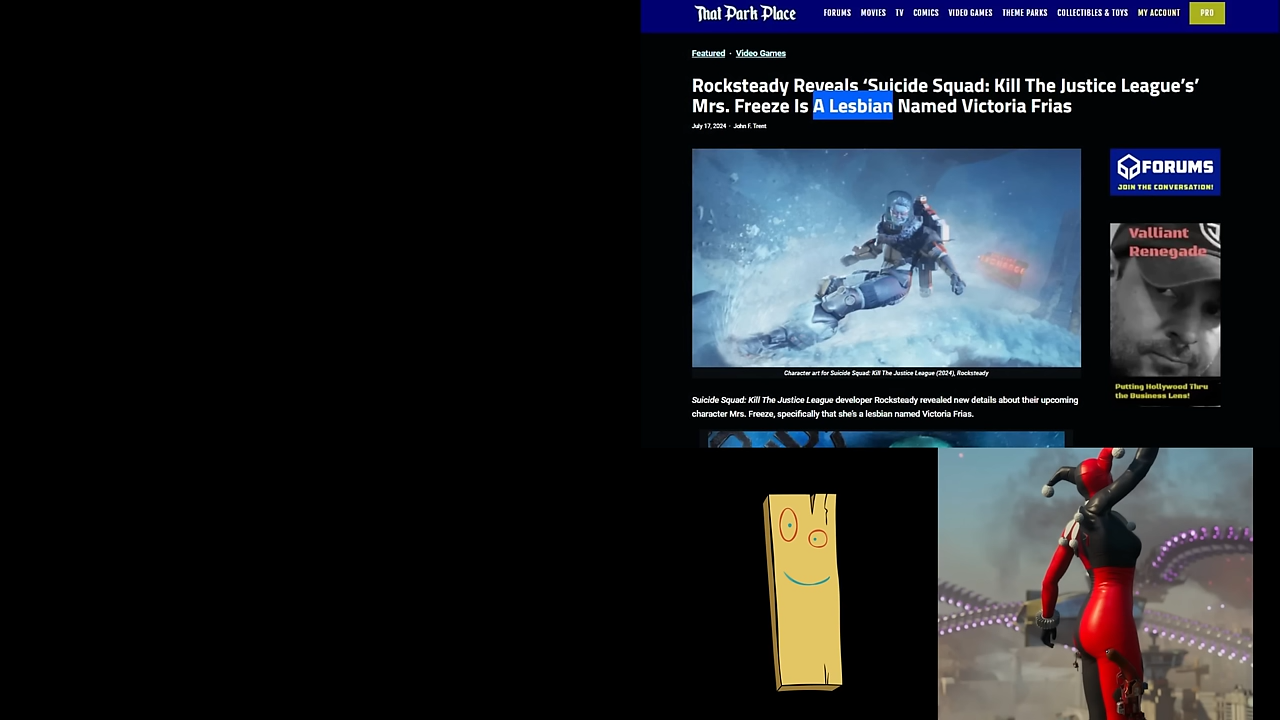 That Park Place
FORUMS MOVIES TV COMICS VIDEO GAMES THEME PARKS COLLECTIBLES & TOYS MY ACCOUNT PRO
Featured · Video Games
Rocksteady Reveals ‘Suicide Squad: Kill The Justice League’s’
Mrs. Freeze Is A Lesbian Named Victoria Frias
July 17, 2024 · John F. Trent
FORUMS
JOIN THE CONVERSATION!
Valliant
Renegade
Putting Hollywood Thru
the Business Lens!
Character art for Suicide Squad: Kill The Justice League (2024), Rocksteady
Suicide Squad: Kill The Justice League developer Rocksteady revealed new details about their upcoming
character Mrs. Freeze, specifically that she’s a lesbian named Victoria Frias.